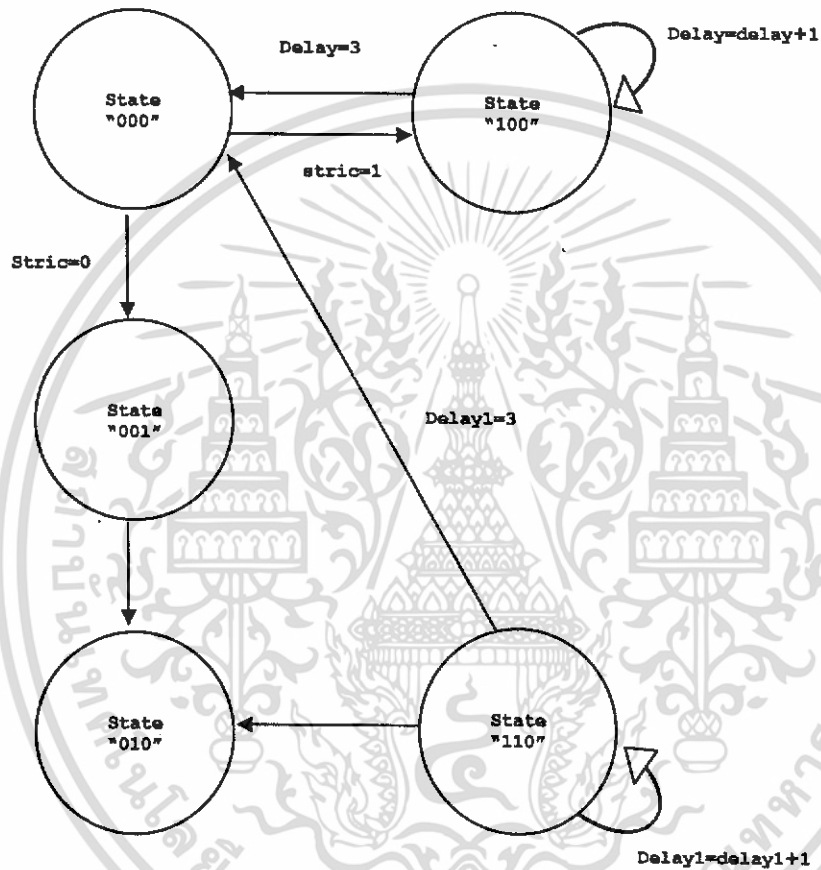 Delay=3
Delay=delay+1
State
"000"
State
"100"
stric=1
Stric=0
State
"001"
Delay1=3
State
"010"
State
"110"
Delay1=delay1+1